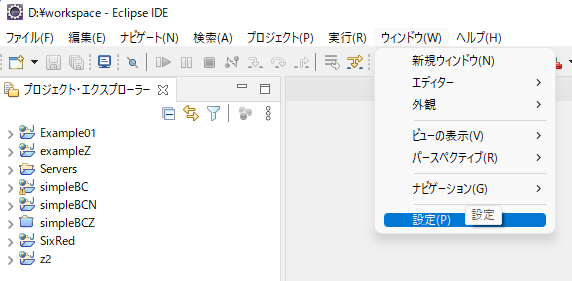 D:¥workspace - Eclipse IDE
ファイル(F) 編集(E) ナビゲート(N) 検索(A) プロジェクト(P) 実行(R) ウィンドウ(W) ヘルプ(H)
新規ウィンドウ(N)
エディター
外観
ビューの表示(V)
パースペクティブ(R)
ナビゲーション(G)
設定(P)
設定
プロジェクト・エクスプローラー
Example01
exampleZ
Servers
simpleBC
simpleBCN
simpleBCZ
SixRed
z2